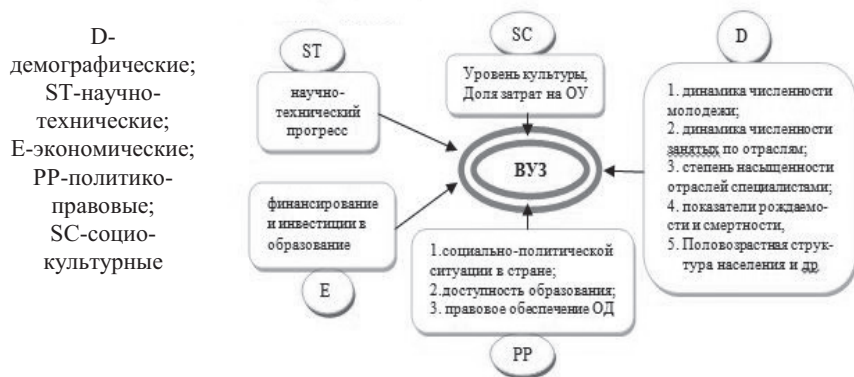 D-
демографические;
ST-научно-
технические;
E-экономические;
PP-политико-
правовые;
SC-социо-
культурные
ST
научно-
технический
прогресс
SC
Уровень культуры,
Доля затрат на ОУ
D
1. динамика численности
молодежи;
2. динамика численности
занятых по отраслям;
3. степень насыщенности
отраслей специалистами;
4. показатели рождаемо-
сти и смертности,
5. Половозрастная струк-
тура населения и др.
ВУЗ
финансирование
и инвестиции в
образование
E
1.социально-политической
ситуации в стране;
2.доступность образования;
3. правовое обеспечение ОД
PP